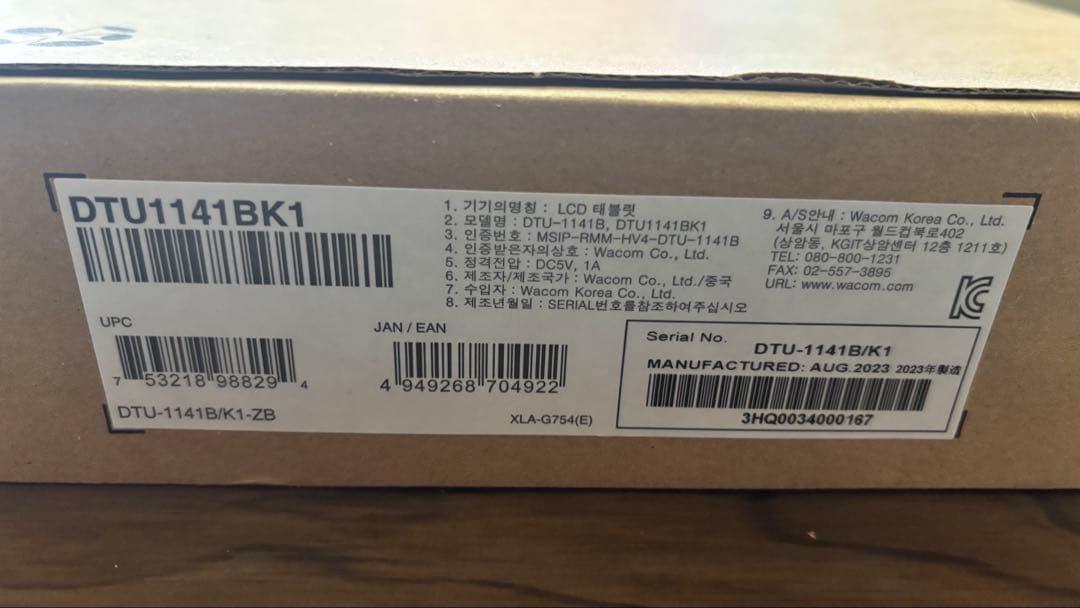 DTU1141BK1
1. 기기의명칭 : LCD 태블릿
2. 모델명 : DTU-1141B, DTU1141BK1
3. 인증번호 : MSIP-RMM-HV4-DTU-1141B
4. 인증받은자의상호 : Wacom Co., Ltd.
5. 정격전압 : DC5V, 1A
6. 제조자/제조국가 : Wacom Co., Ltd./중국
7. 수입자 : Wacom Korea Co., Ltd.
8. 제조년월일 : SERIAL번호를참조하여주십시오
9. A/S안내 : Wacom Korea Co., Ltd.
서울시 마포구 월드컵북로402
(상암동, KGIT상암센터 12층 1211호)
TEL: 080-800-1231
FAX: 02-557-3895
URL: www.wacom.com
UPC
7 53218 98829 4
DTU-1141B/K1-ZB
JAN / EAN
4 949268 704922
XLA-G754(E)
Serial No.
DTU-1141B/K1
MANUFACTURED: AUG.2023 2023年製造
3HQ0034000167